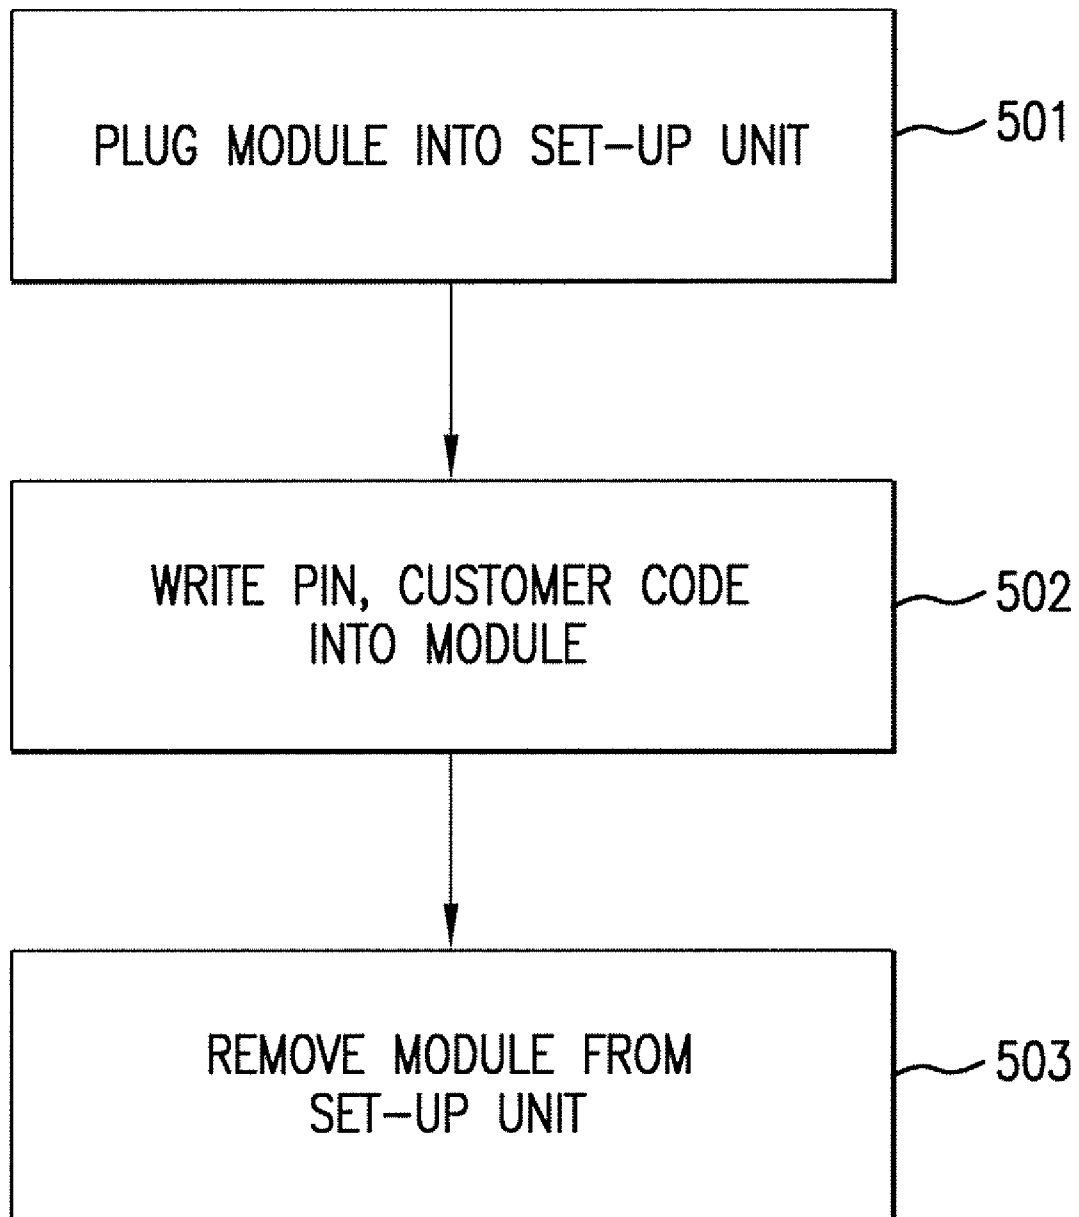 PLUG MODULE INTO SET-UP UNIT
501
WRITE PIN, CUSTOMER CODE
INTO MODULE
502
REMOVE MODULE FROM
SET-UP UNIT
503